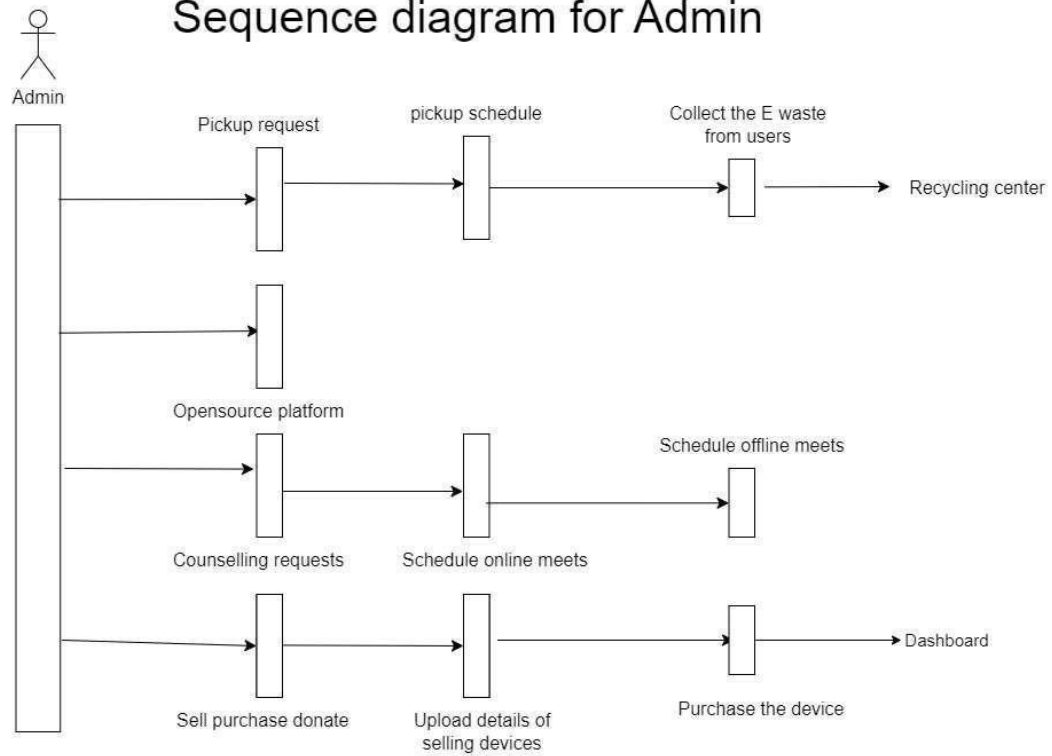 Sequence diagram for Admin
Admin
Pickup request
pickup schedule
Collect the E waste
from users
Recycling center
Opensource platform
Schedule offline meets
Counselling requests
Schedule online meets
Dashboard
Sell purchase donate
Upload details of
selling devices
Purchase the device